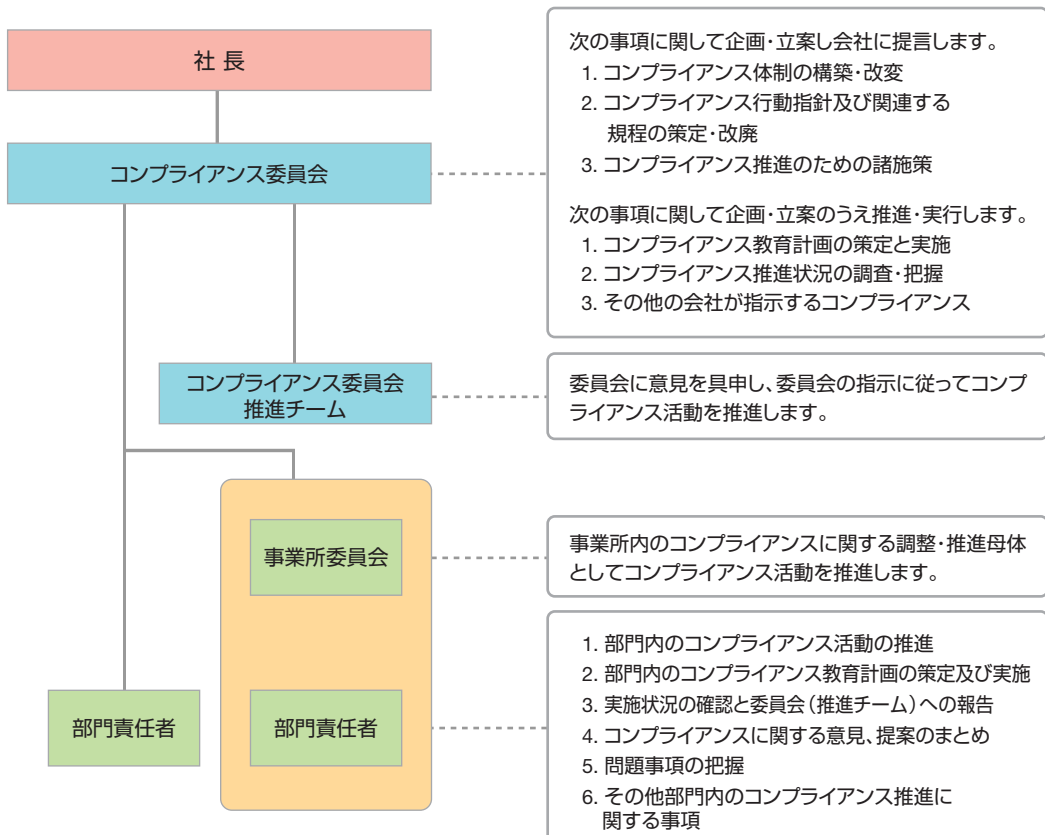 社長
コンプライアンス委員会
次の事項に関して企画・立案し会社に提言します。
1. コンプライアンス体制の構築・改変
2. コンプライアンス行動指針及び関連する
規程の策定・改廃
3. コンプライアンス推進のための諸施策
次の事項に関して企画・立案のうえ推進・実行します。
1. コンプライアンス教育計画の策定と実施
2. コンプライアンス推進状況の調査・把握
3. その他の会社が指示するコンプライアンス
コンプライアンス委員会
推進チーム
委員会に意見を具申し、委員会の指示に従ってコンプ
ライアンス活動を推進します。
事業所委員会
事業所内のコンプライアンスに関する調整・推進母体
としてコンプライアンス活動を推進します。
部門責任者
部門責任者
1. 部門内のコンプライアンス活動の推進
2. 部門内のコンプライアンス教育計画の策定及び実施
3. 実施状況の確認と委員会（推進チーム）への報告
4. コンプライアンスに関する意見、提案のまとめ
5. 問題事項の把握
6. その他部門内のコンプライアンス推進に
関する事項